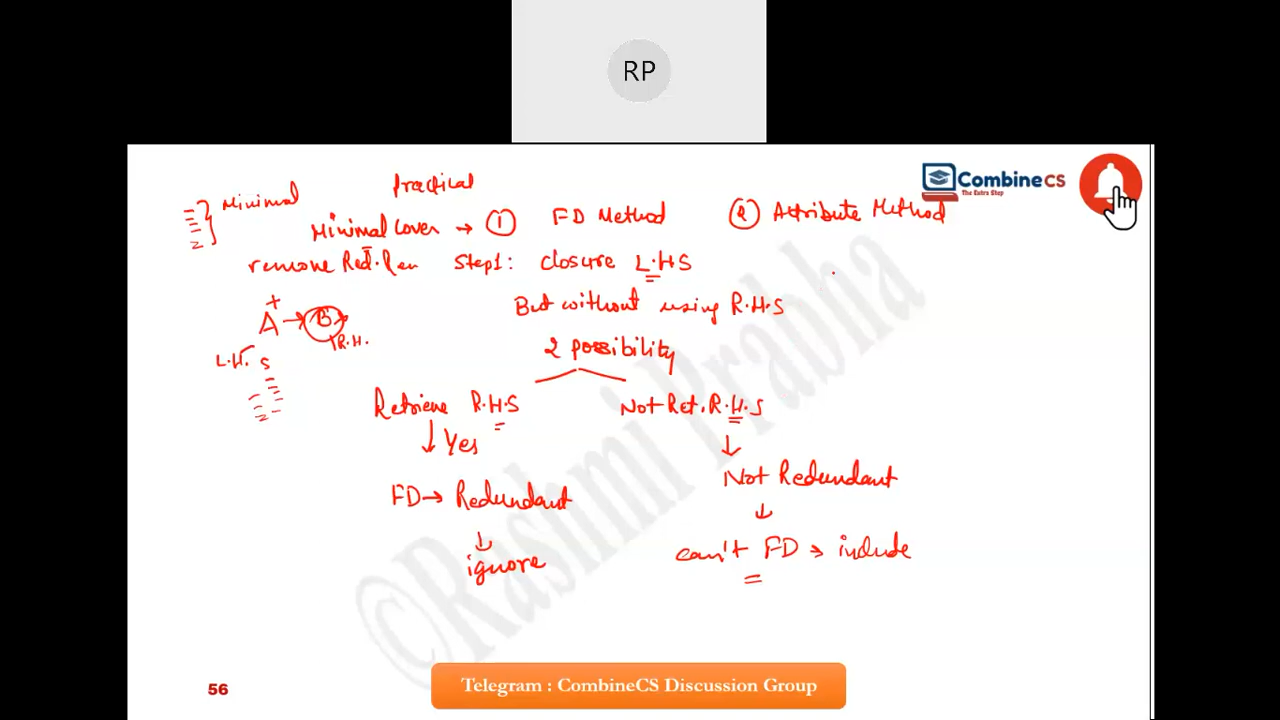 RP
CombineCS
The Extra Step
Practical
Minimal
Minimal Cover → ① FD Method ② Attribute Method
remove Red. Step1: closure L.H.S
But without using R.H.S
A+ → B
R.H.
L.H.S
2 possibility
Retrieve R.H.S Not Ret. R.H.S
↓ Yes ↓
FD → Redundant Not Redundant
↓ ↓
ignore can't FD → include
©Rashmi Prabha
56
Telegram : CombineCS Discussion Group